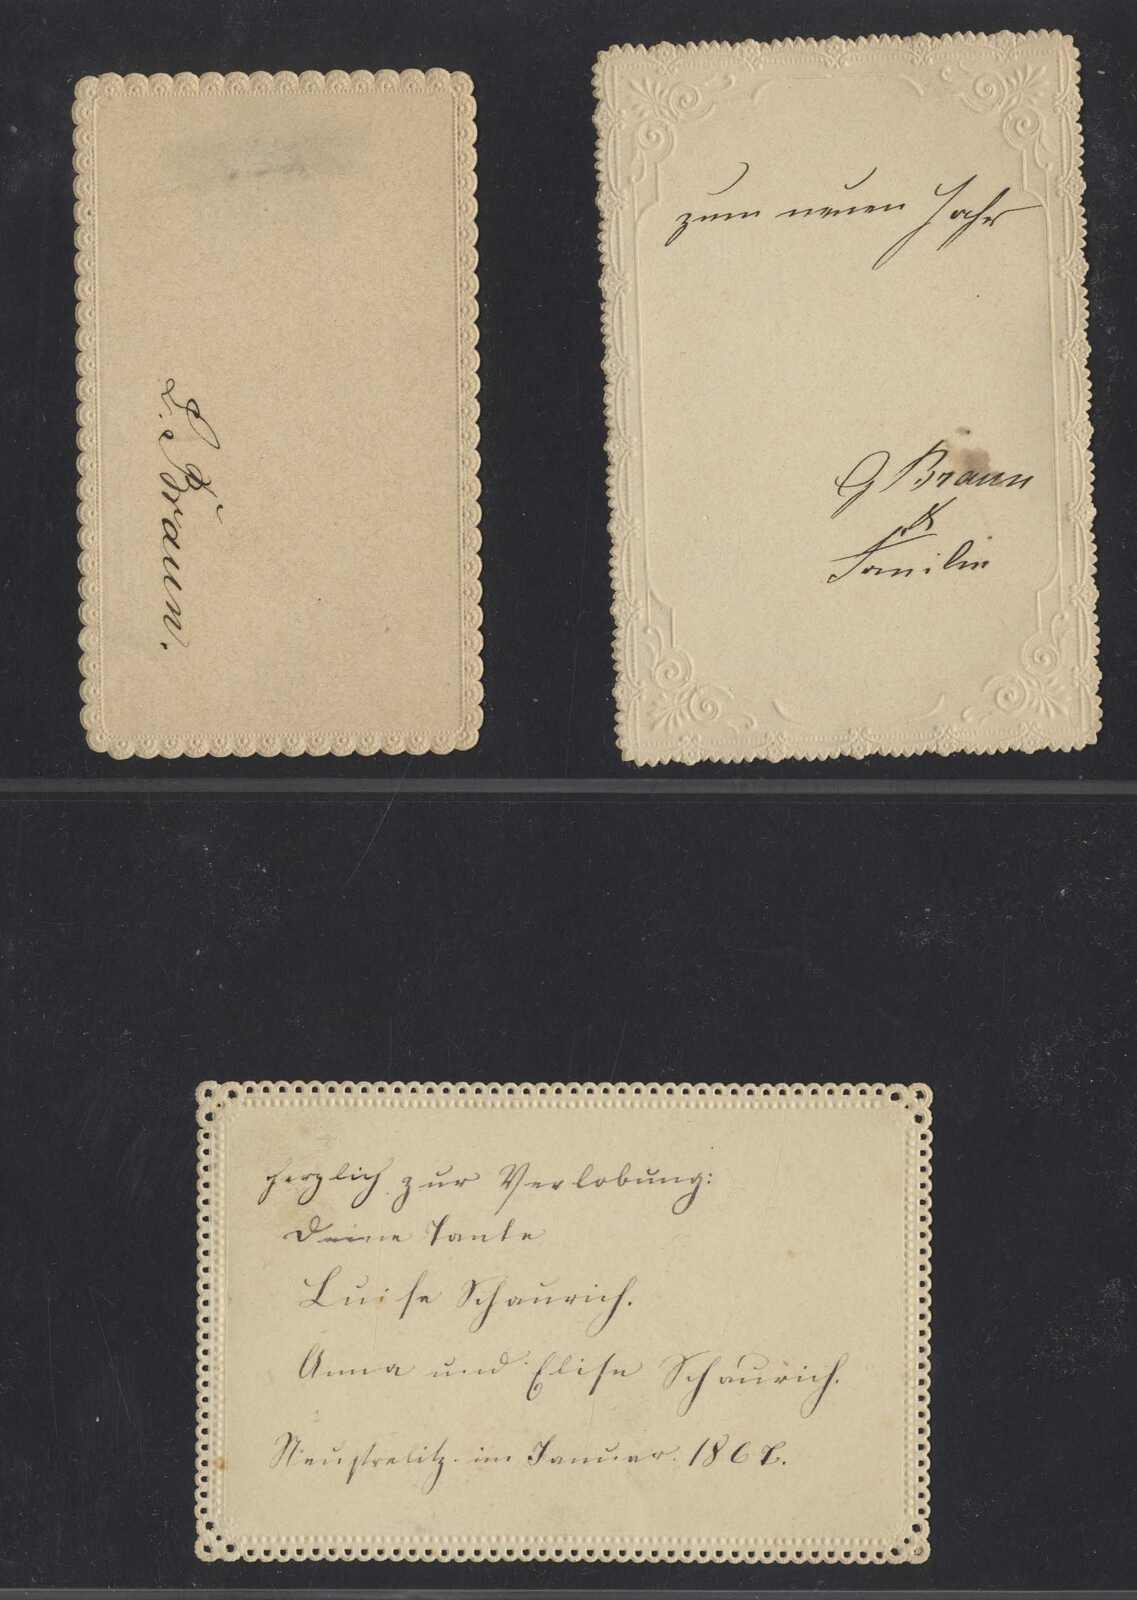 L. Braun.
zum neuen Jahr
G Braun
&
Familie
herzlich zur Verlobung:
Deine Tante
Luise Schaurich.
Anna und Elise Schaurich.
Neustrelitz. im Januar.